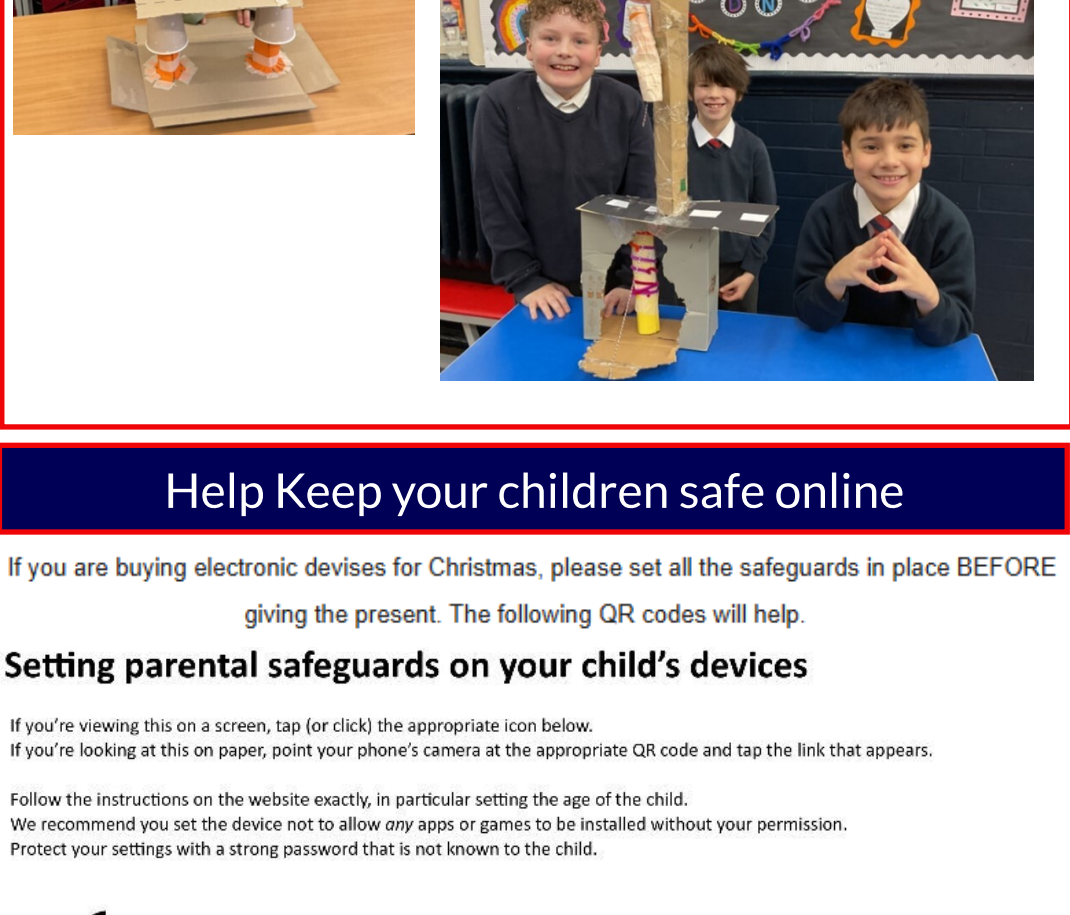 D N
Help Keep your children safe online
If you are buying electronic devises for Christmas, please set all the safeguards in place BEFORE
giving the present. The following QR codes will help.
Setting parental safeguards on your child's devices
If you're viewing this on a screen, tap (or click) the appropriate icon below.
If you're looking at this on paper, point your phone's camera at the appropriate QR code and tap the link that appears.
Follow the instructions on the website exactly, in particular setting the age of the child.
We recommend you set the device not to allow any apps or games to be installed without your permission.
Protect your settings with a strong password that is not known to the child.